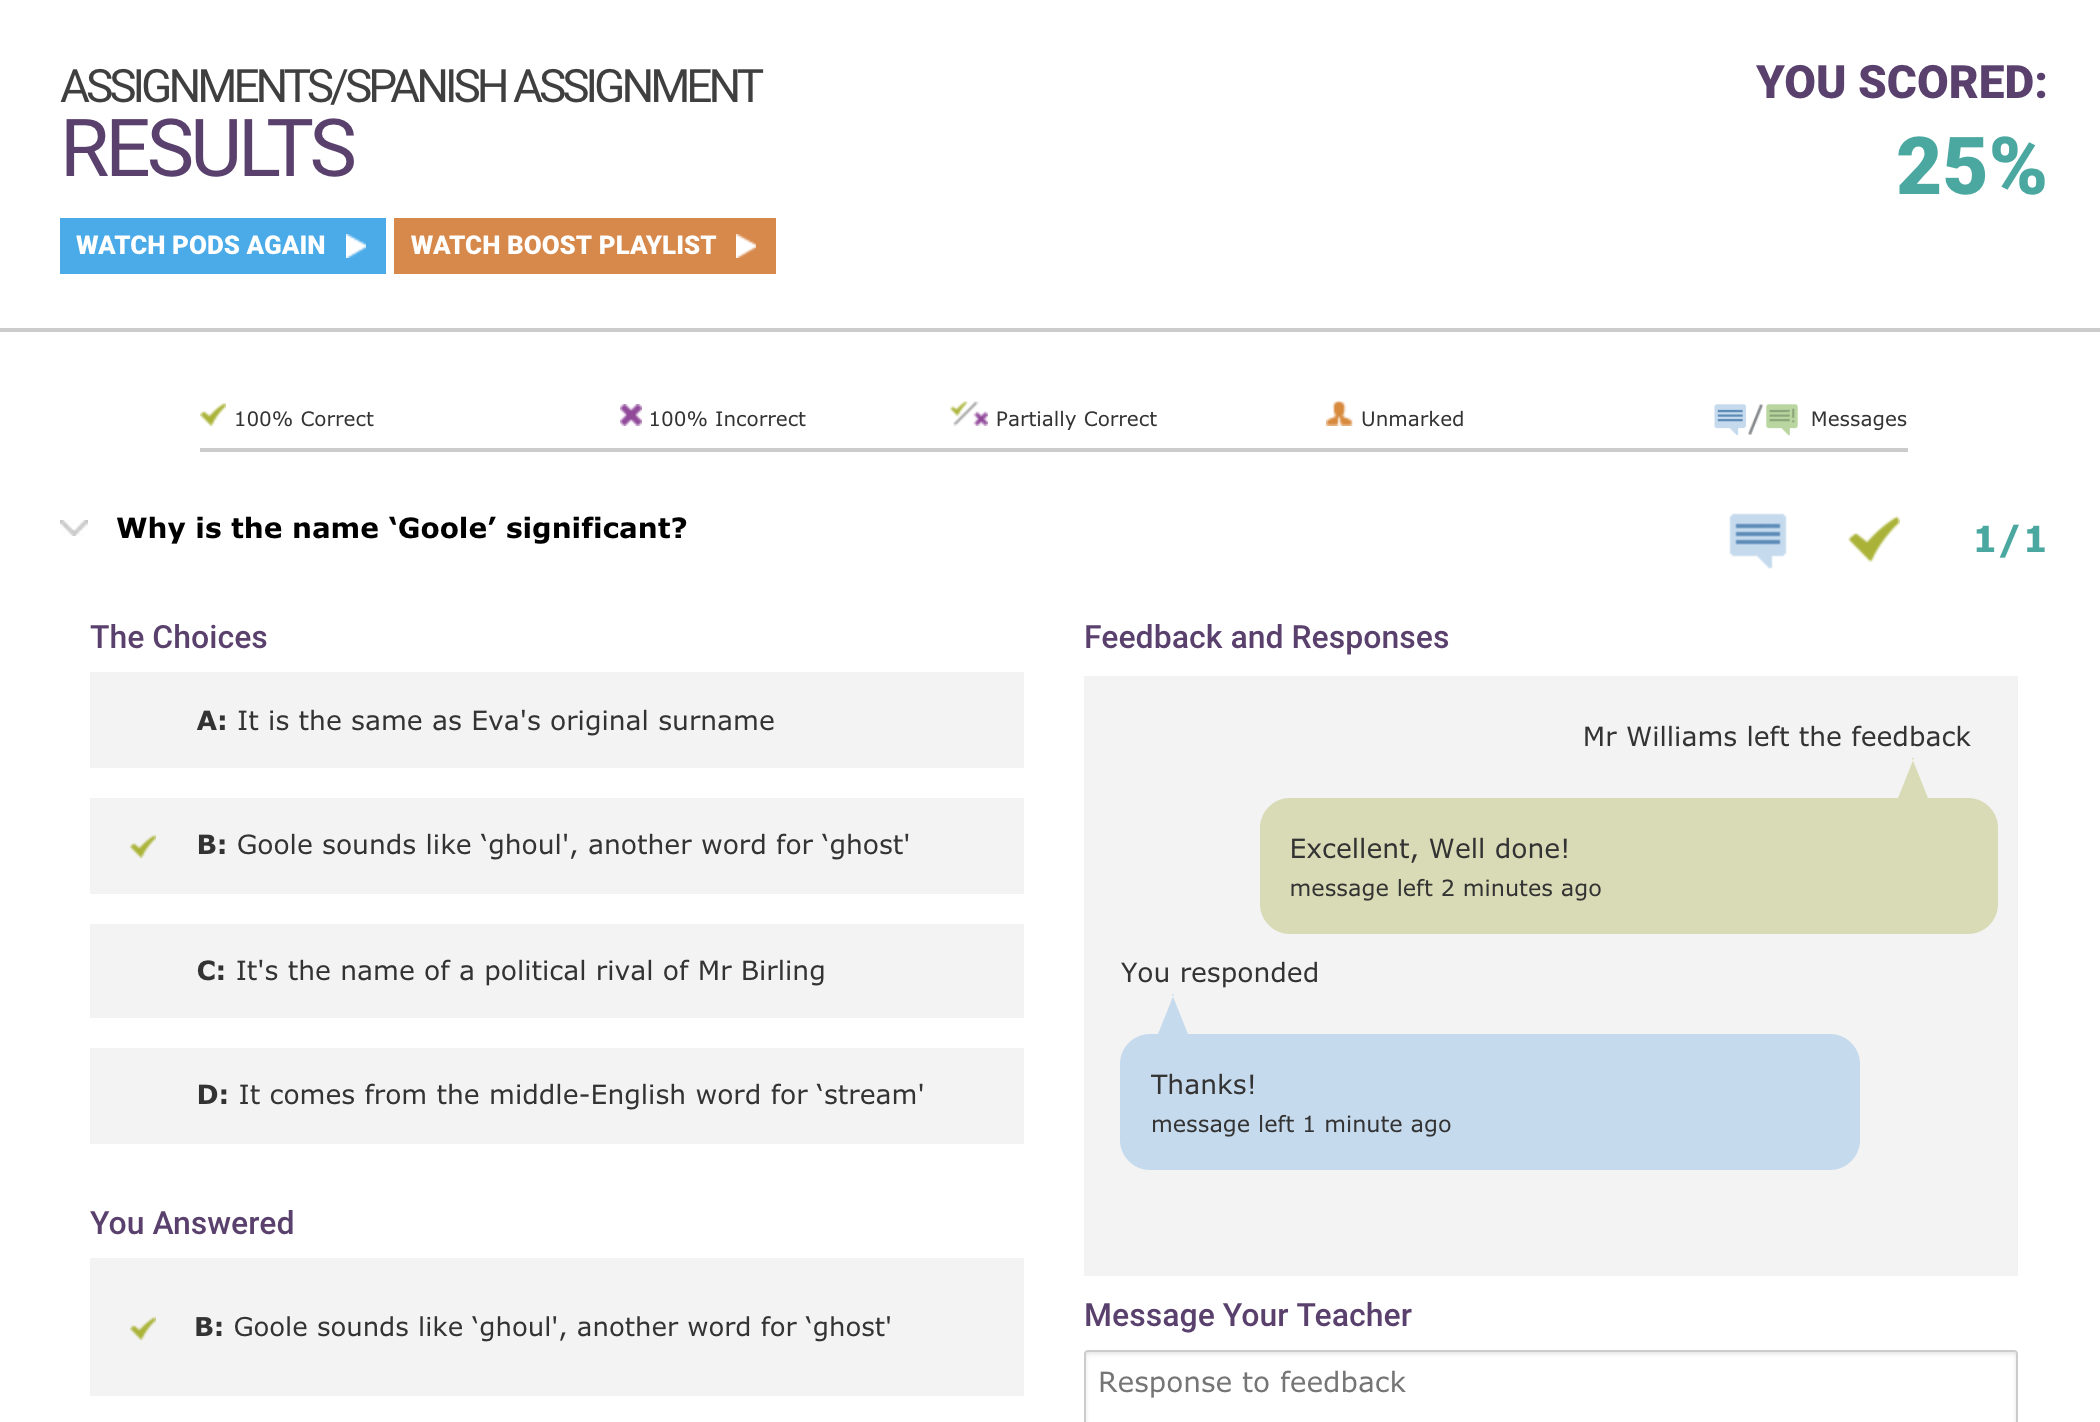 ASSIGNMENTS/SPANISH ASSIGNMENT
RESULTS
YOU SCORED:
25%
WATCH PODS AGAIN
WATCH BOOST PLAYLIST
100% Correct
100% Incorrect
Partially Correct
Unmarked
/ Messages
Why is the name ‘Goole’ significant?
1/1
The Choices
A: It is the same as Eva's original surname
B: Goole sounds like ‘ghoul', another word for ‘ghost'
C: It's the name of a political rival of Mr Birling
D: It comes from the middle-English word for ‘stream'
You Answered
B: Goole sounds like ‘ghoul', another word for ‘ghost'
Feedback and Responses
Mr Williams left the feedback
Excellent, Well done!
message left 2 minutes ago
You responded
Thanks!
message left 1 minute ago
Message Your Teacher
Response to feedback